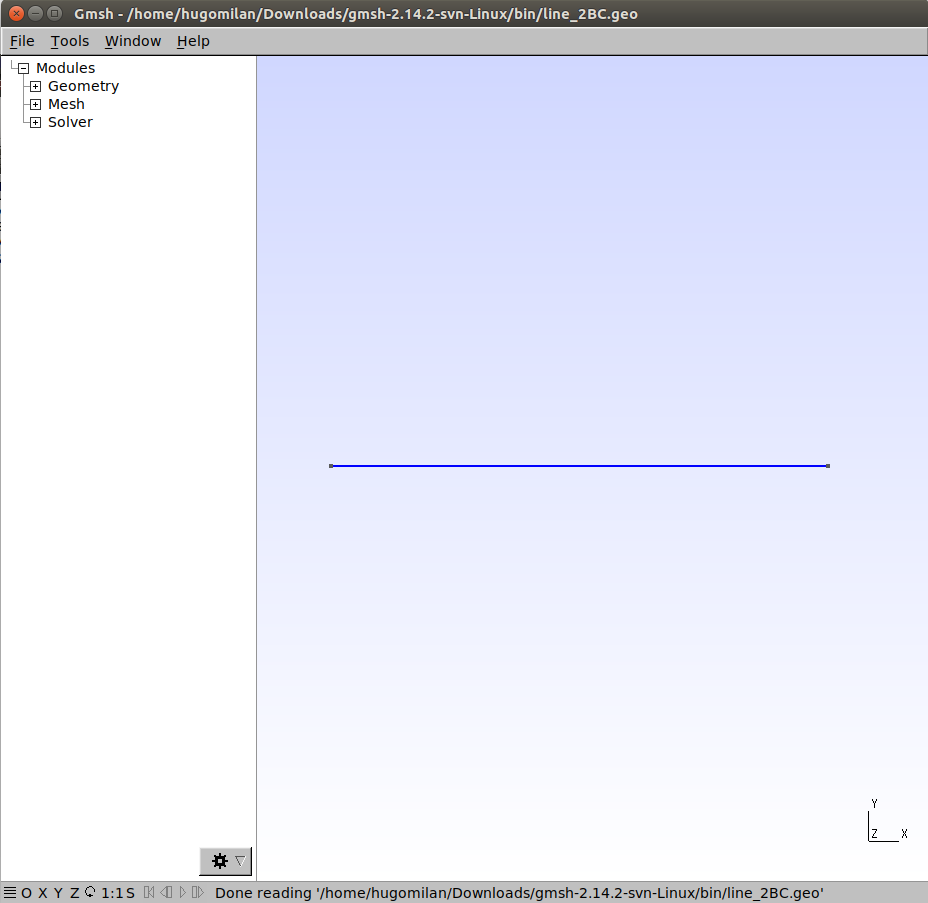 Gmsh - /home/hugomilan/Downloads/gmsh-2.14.2-svn-Linux/bin/line_2BC.geo
File Tools Window Help
Modules
Geometry
Mesh
Solver
Y
Z X
O X Y Z 1:1 S Done reading '/home/hugomilan/Downloads/gmsh-2.14.2-svn-Linux/bin/line_2BC.geo'